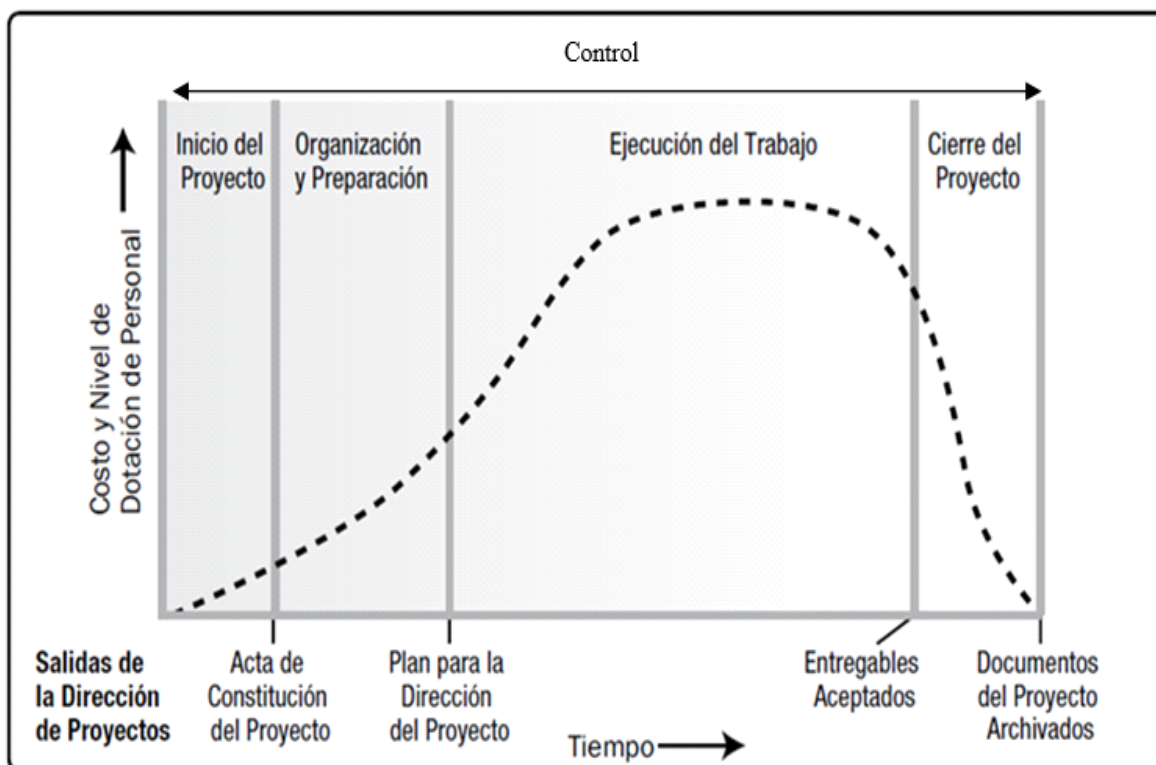 Control
Inicio del
Proyecto
Organización
y Preparación
Ejecución del Trabajo
Cierre del
Proyecto
Costo y Nivel de
Dotación de Personal
Salidas de
la Dirección
de Proyectos
Acta de
Constitución
del Proyecto
Plan para la
Dirección
del Proyecto
Entregables
Aceptados
Documentos
del Proyecto
Archivados
Tiempo